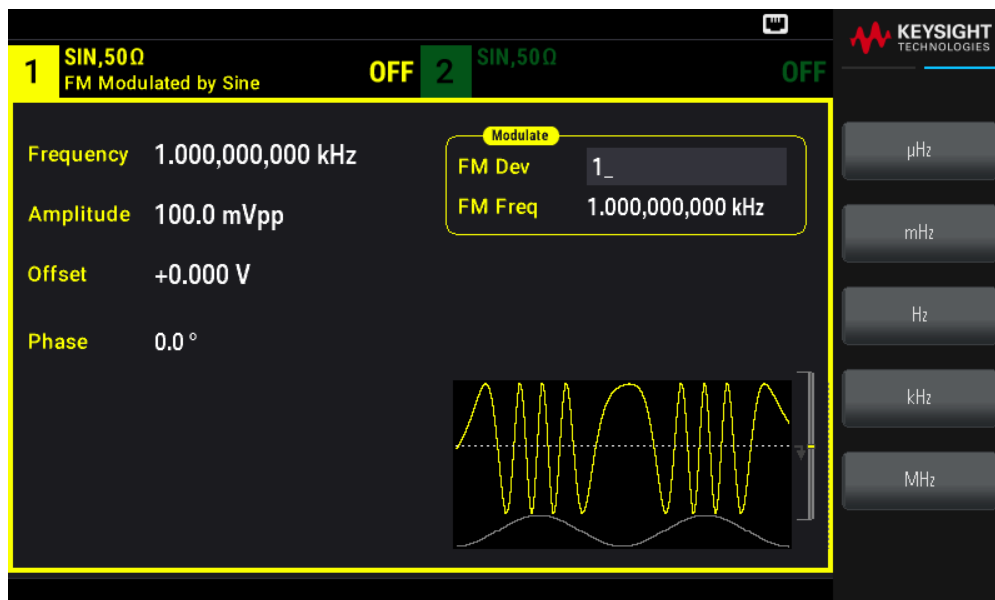 KEYSIGHT
TECHNOLOGIES
1
SIN,50Ω
FM Modulated by Sine
OFF
2
SIN,50Ω
OFF
Frequency 1.000,000,000 kHz
Amplitude 100.0 mVpp
Offset +0.000 V
Phase 0.0 °
Modulate
FM Dev 1_
FM Freq 1.000,000,000 kHz
µHz
mHz
Hz
kHz
MHz